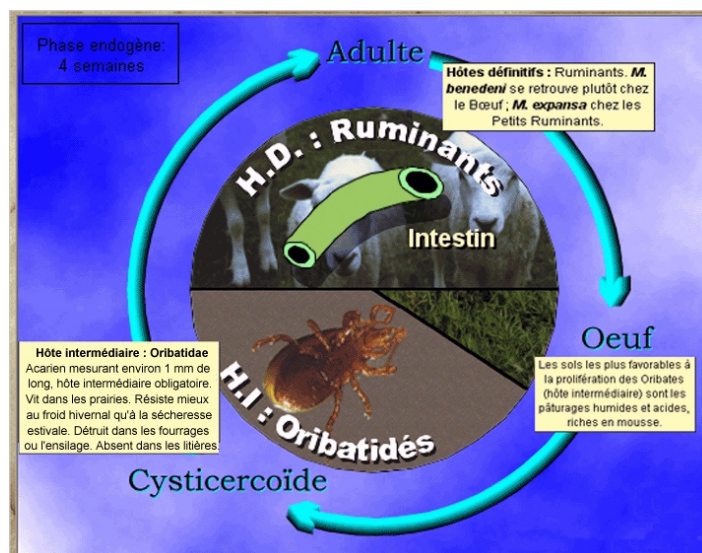 Phase endogène:
4 semaines
Adulte
Hôtes définitifs : Ruminants. M.
benedeni se retrouve plutôt chez
le Bœuf ; M. expansa chez les
Petits Ruminants.
H.D. : Ruminants
Intestin
Oeuf
Les sols les plus favorables à
la prolifération des Oribates
(hôte intermédiaire) sont les
pâturages humides et acides,
riches en mousse.
Hôte intermédiaire : Oribatidae
Acarien mesurant environ 1 mm de
long, hôte intermédiaire obligatoire.
Vit dans les prairies. Résiste mieux
au froid hivernal qu'à la sécheresse
estivale. Détruit dans les fourrages
ou l'ensilage. Absent dans les litières.
H.I : Oribatidés
Cysticercoïde